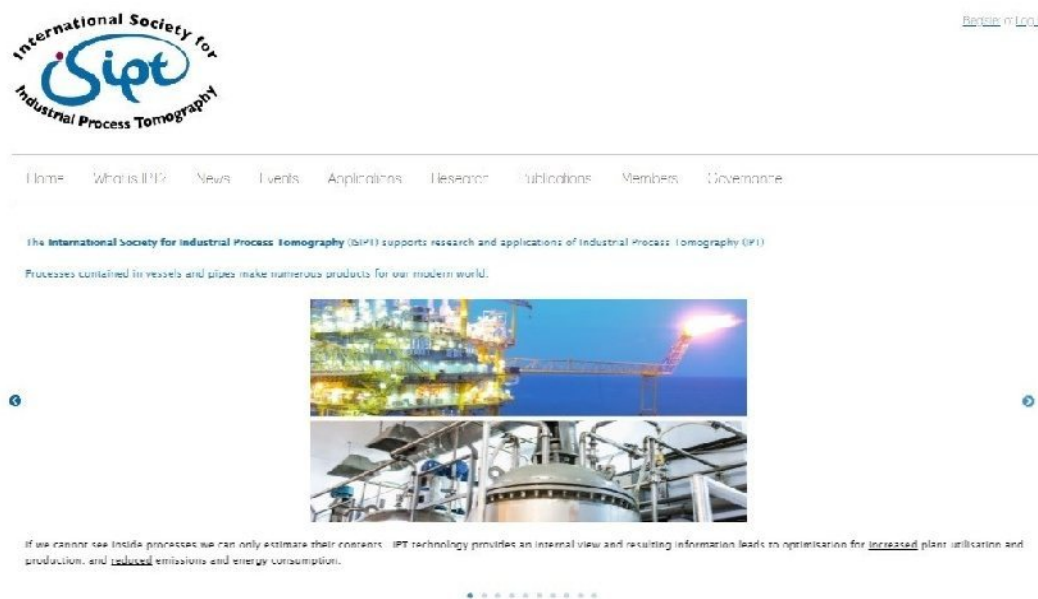 International Society for
isipt
Industrial Process Tomography
Register or Log
Home What is IPT? News Events Applications Research Publications Members Governance
The International Society for Industrial Process Tomography (ISIPT) supports research and applications of Industrial Process Tomography (IPT)
Processes contained in vessels and pipes make numerous products for our modern world.
If we cannot see inside processes we can only estimate their contents. IPT technology provides an internal view and resulting information leads to optimisation for increased plant utilisation and
production, and reduced emissions and energy consumption.